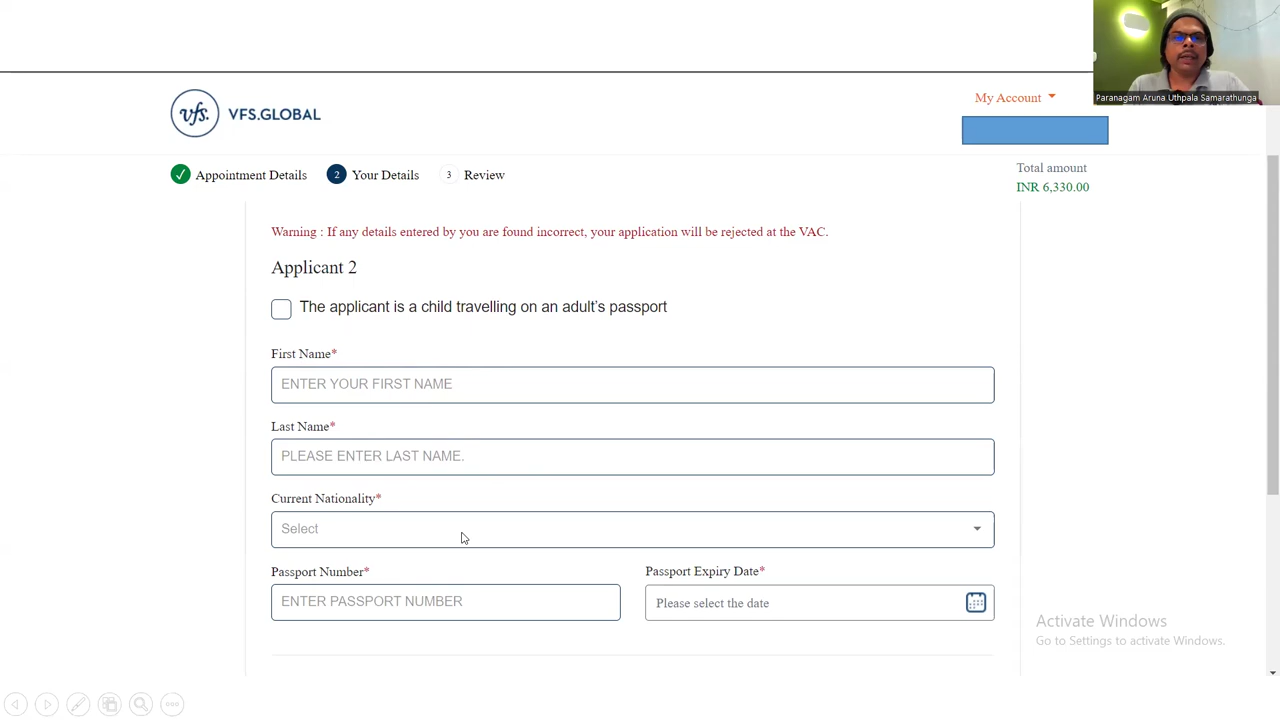 Paranagam Aruna Uthpala Samarathunga
vfs. VFS.GLOBAL
My Account
Appointment Details 2 Your Details 3 Review
Total amount
INR 6,330.00
Warning : If any details entered by you are found incorrect, your application will be rejected at the VAC.
Applicant 2
The applicant is a child travelling on an adult’s passport
First Name*
ENTER YOUR FIRST NAME
Last Name*
PLEASE ENTER LAST NAME.
Current Nationality*
Select
Passport Number* Passport Expiry Date*
ENTER PASSPORT NUMBER Please select the date
Activate Windows
Go to Settings to activate Windows.